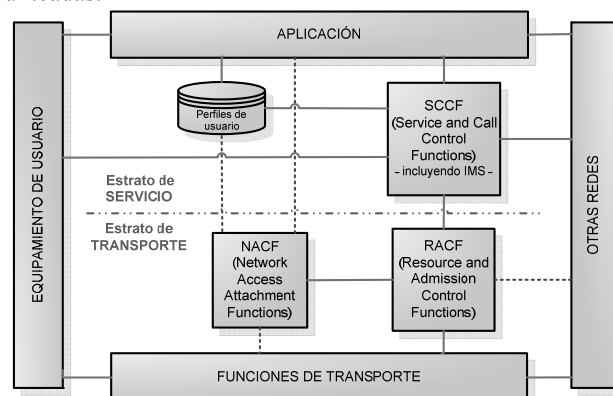 APLICACIÓN
EQUIPAMIENTO DE USUARIO
Perfiles de
usuario
SCCF
(Service and Call
Control
Functions)
- incluyendo IMS -
OTRAS REDES
Estrato de
SERVICIO
Estrato de
TRANSPORTE
NACF
(Network
Access
Attachment
Functions)
RACF
(Resource and
Admission
Control
Functions)
FUNCIONES DE TRANSPORTE